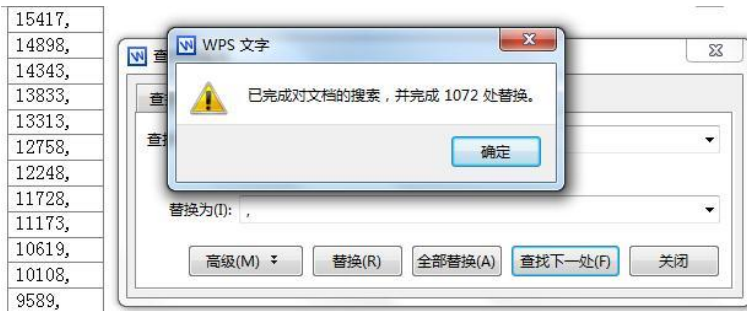 15417,
14898,
14343,
13833,
13313,
12758,
12248,
11728,
11173,
10619,
10108,
9589,
WPS 文字
已完成对文档的搜索，并完成 1072 处替换。
确定
替换为(I): ,
高级(M) 替换(R) 全部替换(A) 查找下一处(F) 关闭